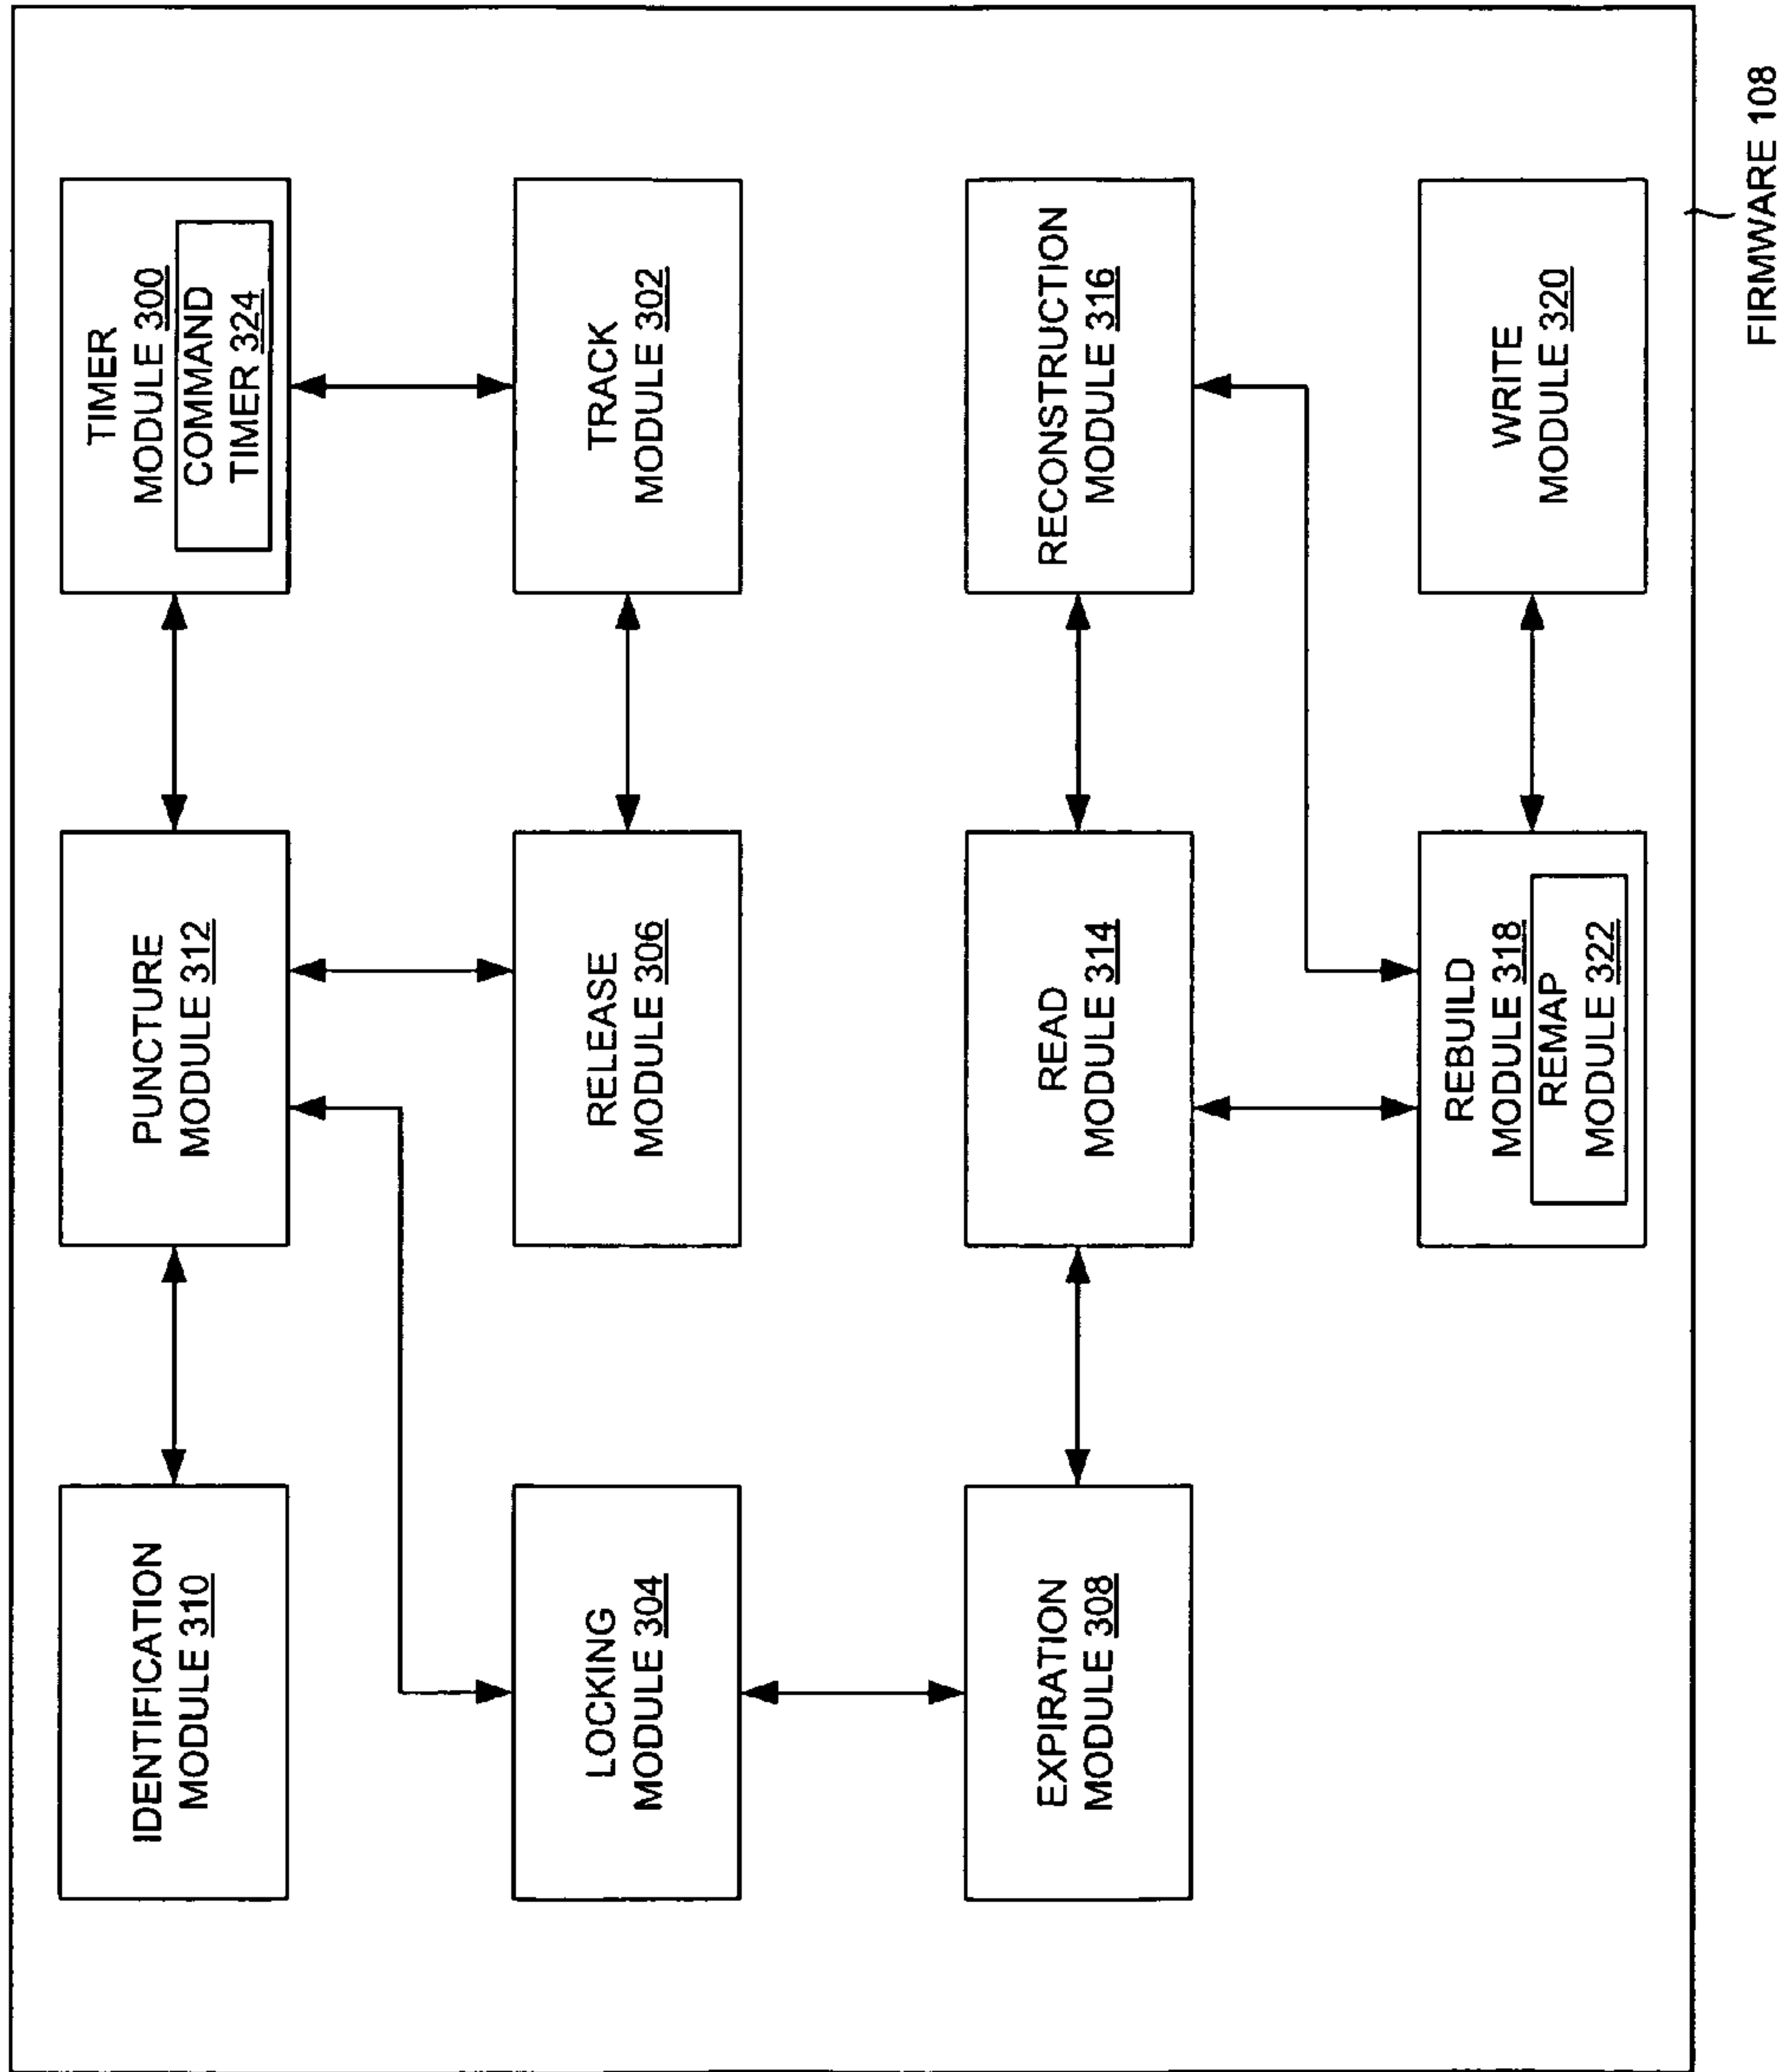 IDENTIFICATION
MODULE 310
PUNCTURE
MODULE 312
TIMER
MODULE 300
COMMAND
TIMER 324
LOCKING
MODULE 304
RELEASE
MODULE 306
TRACK
MODULE 302
EXPIRATION
MODULE 308
READ
MODULE 314
RECONSTRUCTION
MODULE 316
REBUILD
MODULE 318
REMAP
MODULE 322
WRITE
MODULE 320
FIRMWARE 108